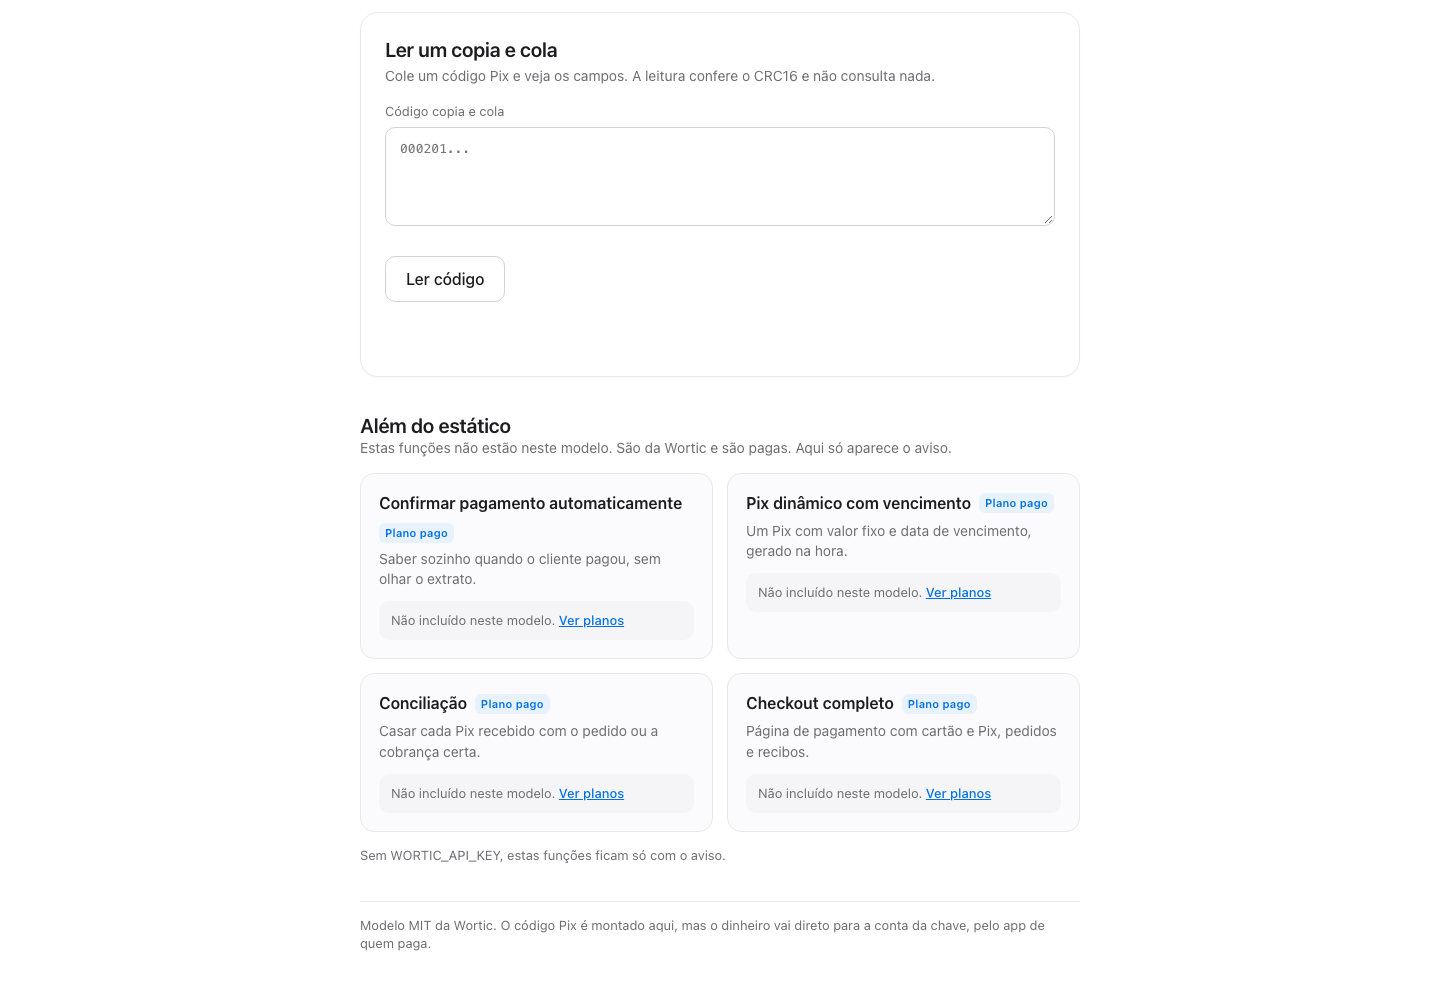 Ler um copia e cola
Cole um código Pix e veja os campos. A leitura confere o CRC16 e não consulta nada.
Código copia e cola
000201...
Ler código
Além do estático
Estas funções não estão neste modelo. São da Wortic e são pagas. Aqui só aparece o aviso.
Confirmar pagamento automaticamente
Plano pago
Saber sozinho quando o cliente pagou, sem
olhar o extrato.
Não incluído neste modelo. Ver planos
Pix dinâmico com vencimento Plano pago
Um Pix com valor fixo e data de vencimento,
gerado na hora.
Não incluído neste modelo. Ver planos
Conciliação Plano pago
Casar cada Pix recebido com o pedido ou a
cobrança certa.
Não incluído neste modelo. Ver planos
Checkout completo Plano pago
Página de pagamento com cartão e Pix, pedidos
e recibos.
Não incluído neste modelo. Ver planos
Sem WORTIC_API_KEY, estas funções ficam só com o aviso.
Modelo MIT da Wortic. O código Pix é montado aqui, mas o dinheiro vai direto para a conta da chave, pelo app de
quem paga.